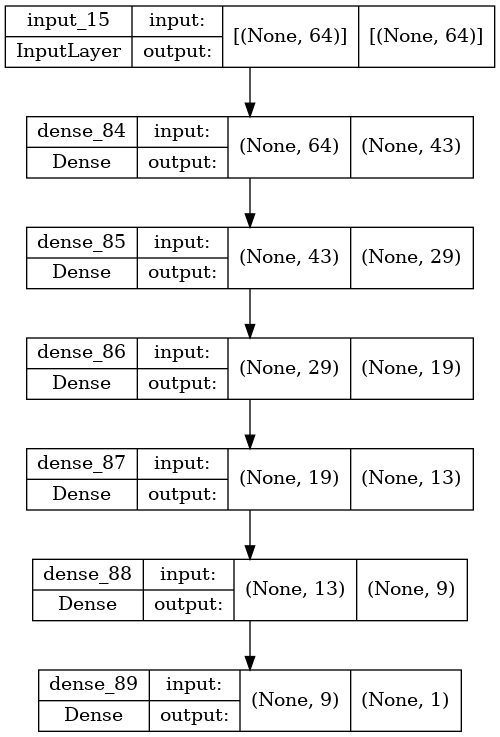 input_15 input: [(None, 64)] [(None, 64)]
InputLayer output:
dense_84 input: (None, 64) (None, 43)
Dense output:
dense_85 input: (None, 43) (None, 29)
Dense output:
dense_86 input: (None, 29) (None, 19)
Dense output:
dense_87 input: (None, 19) (None, 13)
Dense output:
dense_88 input: (None, 13) (None, 9)
Dense output:
dense_89 input: (None, 9) (None, 1)
Dense output: